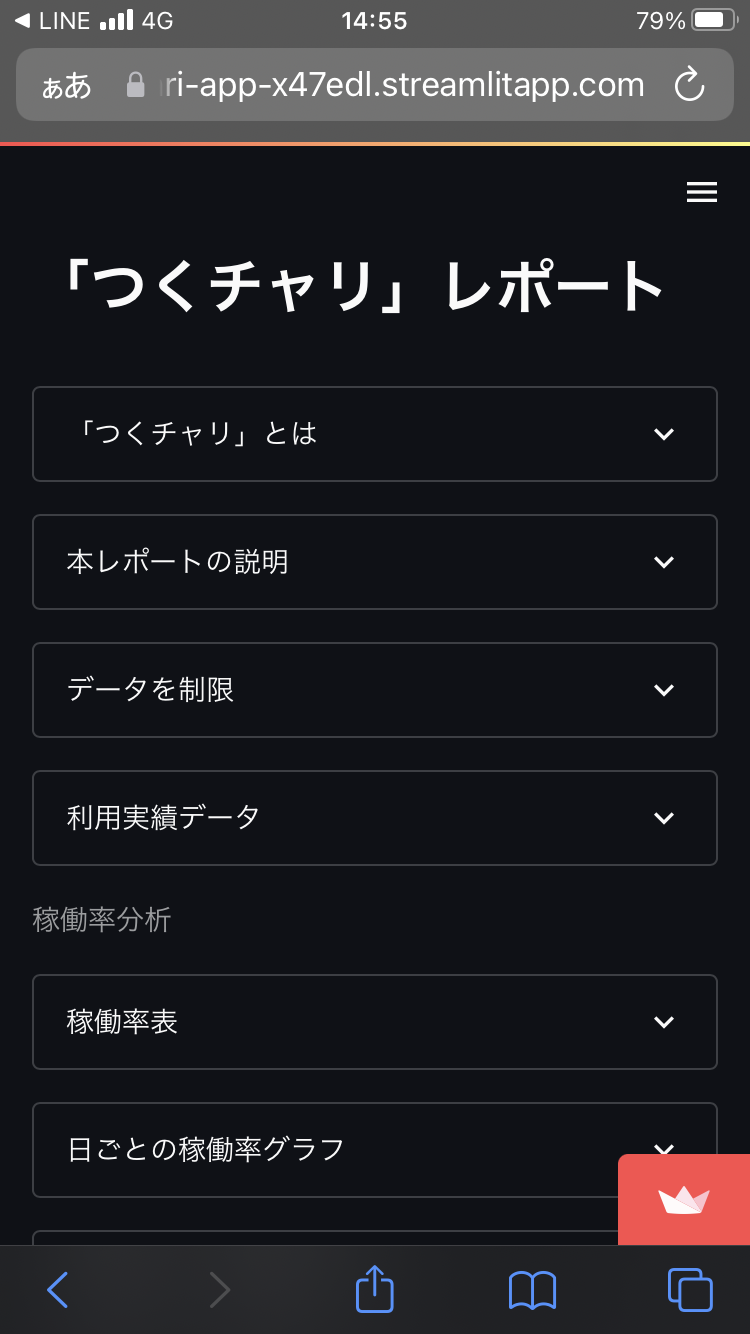 LINE 4G 14:55 79%
ぁあ ri-app-x47edl.streamlitapp.com
「つくチャリ」レポート
「つくチャリ」とは
本レポートの説明
データを制限
利用実績データ
稼働率分析
稼働率表
日ごとの稼働率グラフ